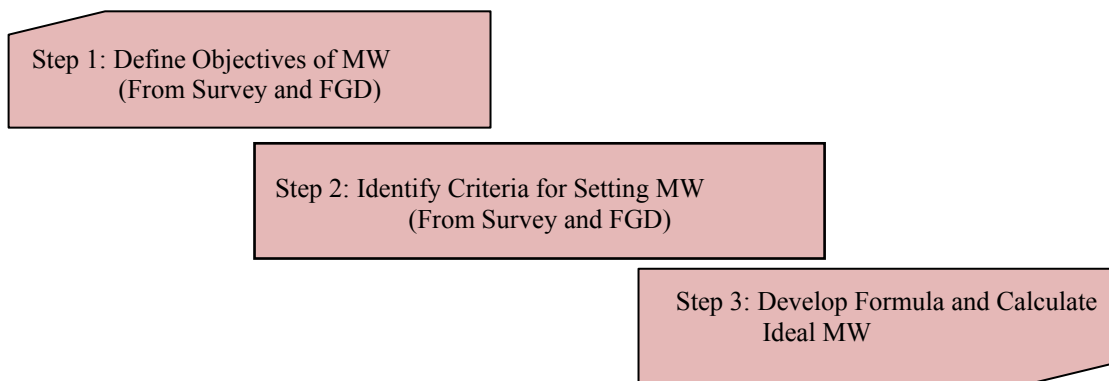 Step 1: Define Objectives of MW
(From Survey and FGD)
Step 2: Identify Criteria for Setting MW
(From Survey and FGD)
Step 3: Develop Formula and Calculate
Ideal MW